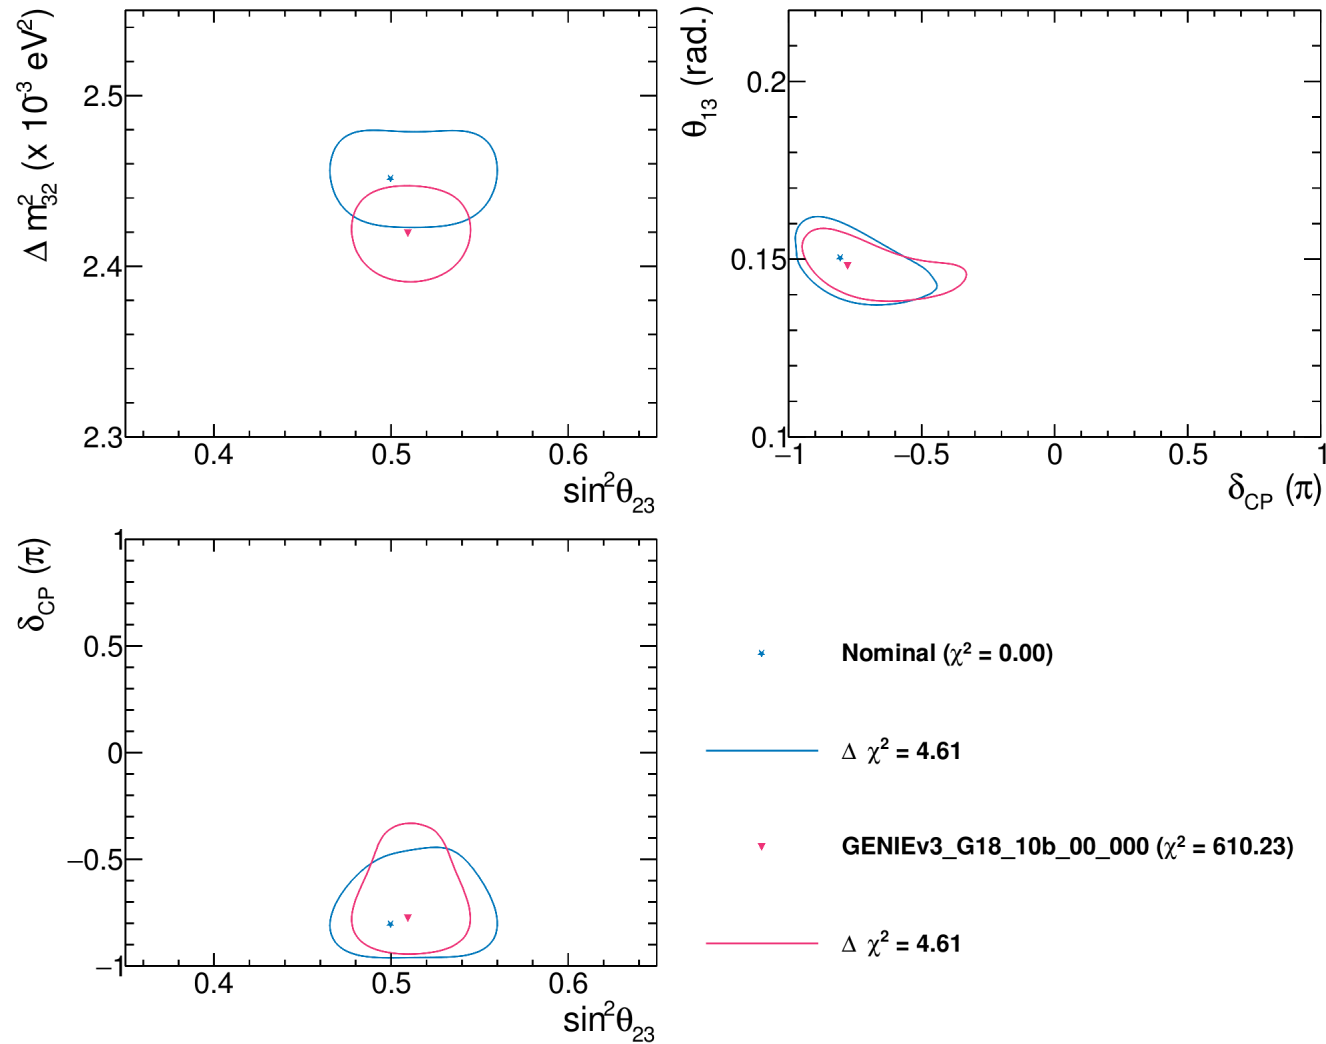 Δ m²₃₂ (x 10⁻³ eV²)
2.5
2.4
2.3
0.4 0.5 0.6
sin²θ₂₃
θ₁₃ (rad.)
0.2
0.15
0.1
−1 −0.5 0 0.5 1
δ_CP (π)
δ_CP (π)
1
0.5
0
−0.5
−1
0.4 0.5 0.6
sin²θ₂₃
Nominal (χ² = 0.00)
Δ χ² = 4.61
GENIEv3_G18_10b_00_000 (χ² = 610.23)
Δ χ² = 4.61